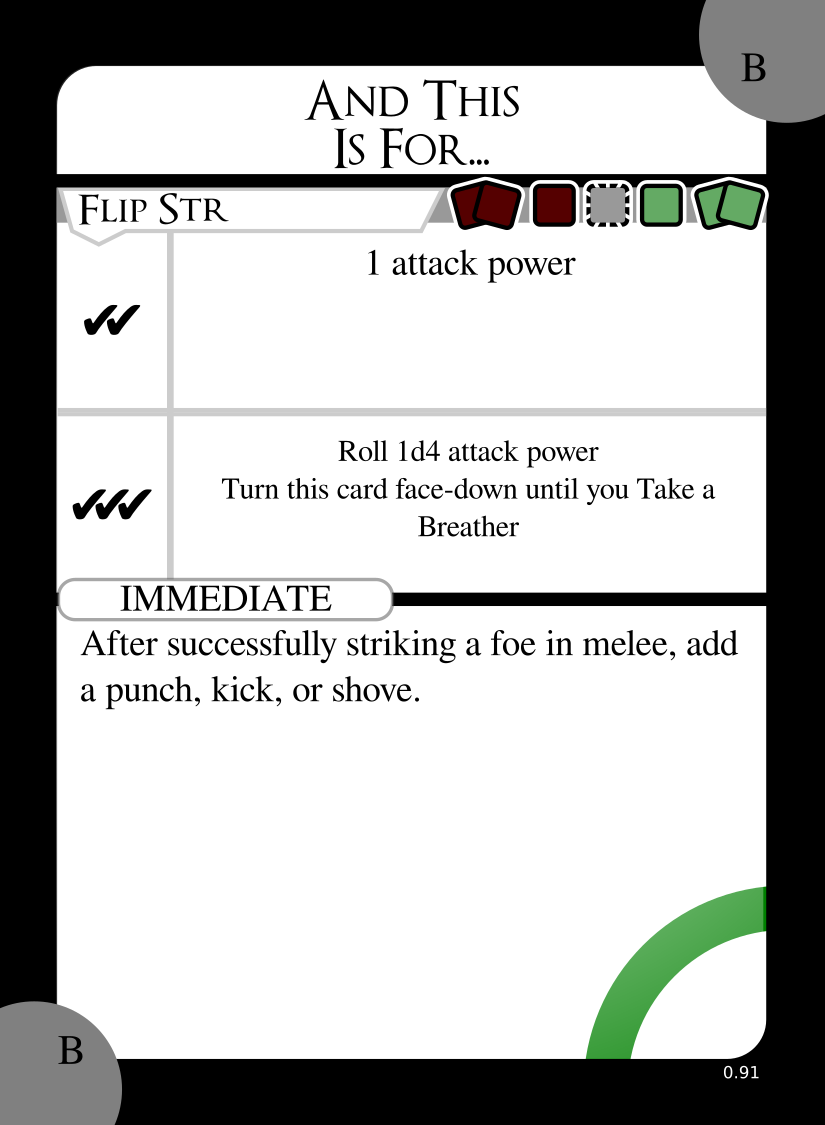 B
And This
Is For...
Flip Str
✔✔
1 attack power
✔✔✔
Roll 1d4 attack power
Turn this card face-down until you Take a
Breather
IMMEDIATE
After successfully striking a foe in melee, add
a punch, kick, or shove.
B
0.91